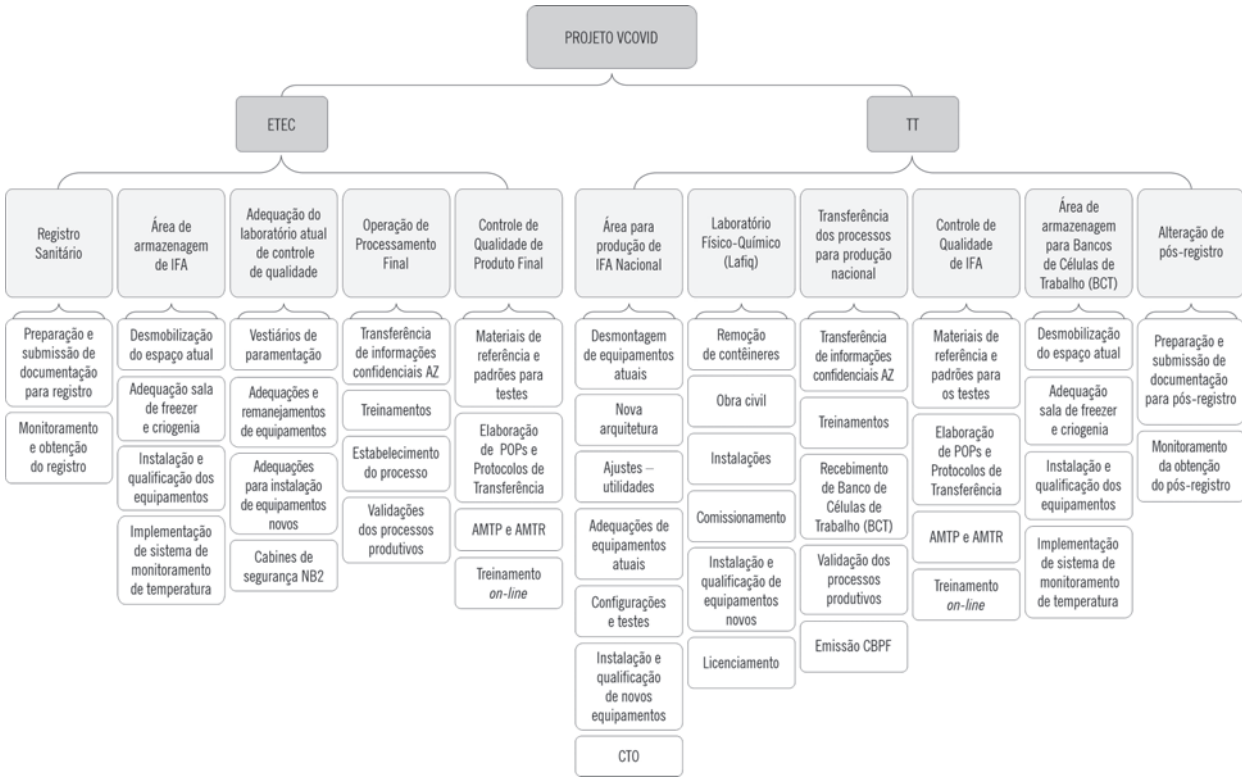 PROJETO VCOVID
ETEC
TT
Registro
Sanitário
Área de
armazenagem
de IFA
Adequação do
laboratório atual
de controle
de qualidade
Operação de
Processamento
Final
Controle de
Qualidade de
Produto Final
Área para
produção de
IFA Nacional
Laboratório
Físico-Químico
(Lafiq)
Transferência
dos processos
para produção
nacional
Controle de
Qualidade
de IFA
Área de
armazenagem
para Bancos
de Células de
Trabalho (BCT)
Alteração de
pós-registro
Preparação e
submissão de
documentação
para registro
Monitoramento
e obtenção
do registro
Desmobilização
do espaço atual
Adequação sala
de freezer
e criogenia
Instalação e
qualificação dos
equipamentos
Implementação
de sistema de
monitoramento
de temperatura
Vestiários de
paramentação
Adequações e
remanejamentos
de equipamentos
Adequações
para instalação
de equipamentos
novos
Cabines de
segurança NB2
Transferência
de informações
confidenciais AZ
Treinamentos
Estabelecimento
do processo
Validações
dos processos
produtivos
Materiais de
referência e
padrões para
testes
Elaboração
de POPs e
Protocolos de
Transferência
AMTP e AMTR
Treinamento
on-line
Desmontagem
de equipamentos
atuais
Nova
arquitetura
Ajustes –
utilidades
Adequações de
equipamentos
atuais
Configurações
e testes
Instalação e
qualificação
de novos
equipamentos
CTO
Remoção
de contêineres
Obra civil
Instalações
Comissionamento
Instalação e
qualificação de
equipamentos
novos
Licenciamento
Transferência
de informações
confidenciais AZ
Treinamentos
Recebimento
de Banco de
Células de
Trabalho (BCT)
Validação dos
processos
produtivos
Emissão CBPF
Materiais de
referência e
padrões para
os testes
Elaboração
de POPs e
Protocolos de
Transferência
AMTP e AMTR
Treinamento
on-line
Desmobilização
do espaço atual
Adequação
sala de freezer
e criogenia
Instalação e
qualificação dos
equipamentos
Implementação
de sistema de
monitoramento
de temperatura
Preparação e
submissão de
documentação
para pós-registro
Monitoramento
da obtenção
do pós-registro